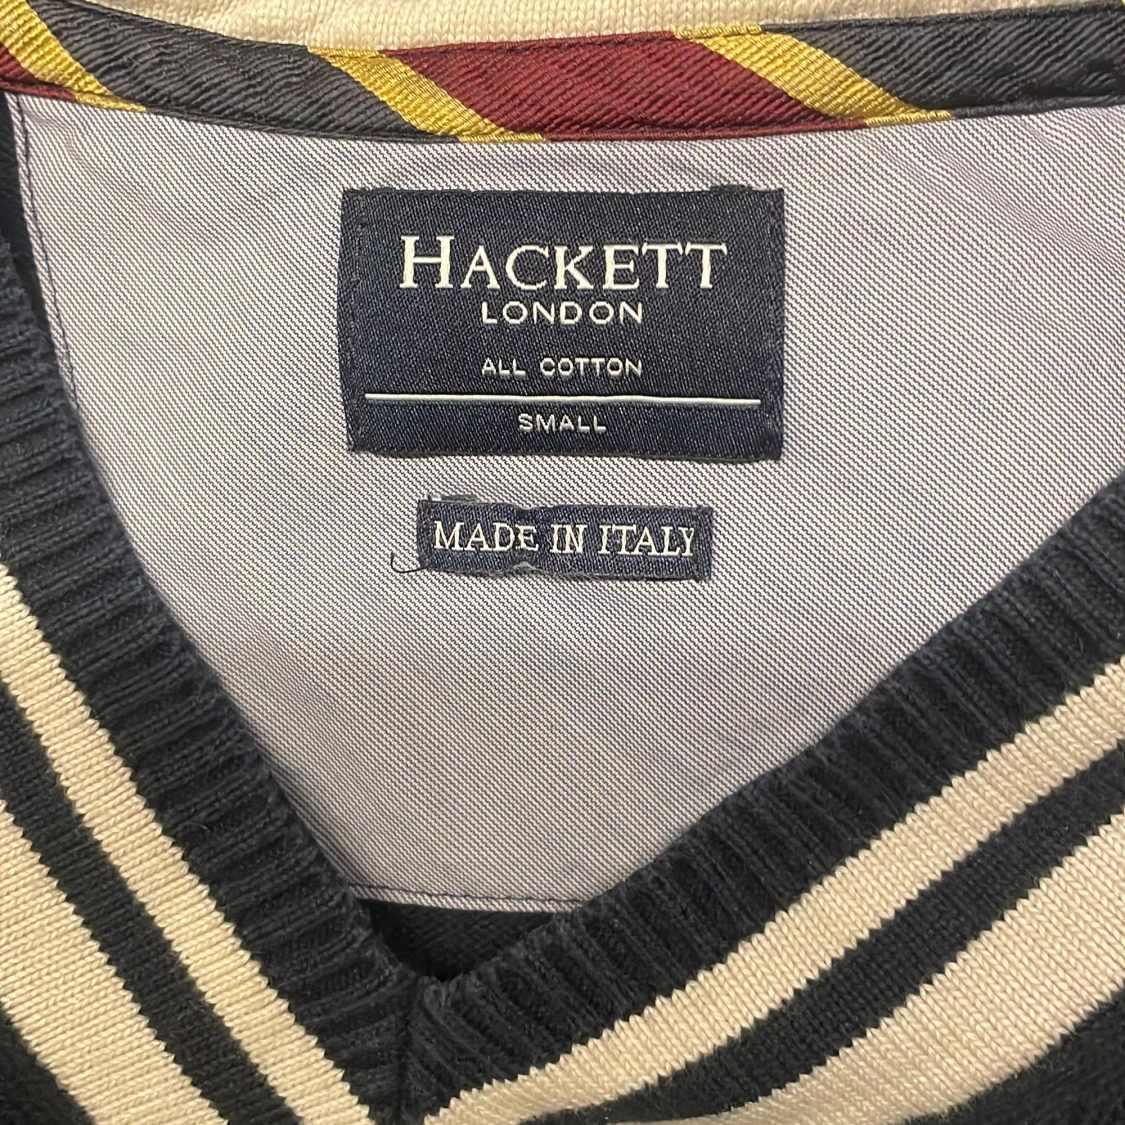 HACKETT
LONDON
ALL COTTON
SMALL
MADE IN ITALY